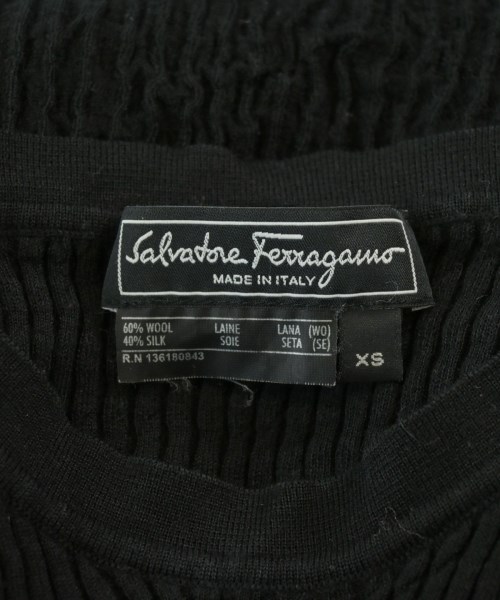 Salvatore Ferragamo
MADE IN ITALY
60% WOOL LAINE LANA (WO)
40% SILK SOIE SETA (SE)
R.N 136180843
XS